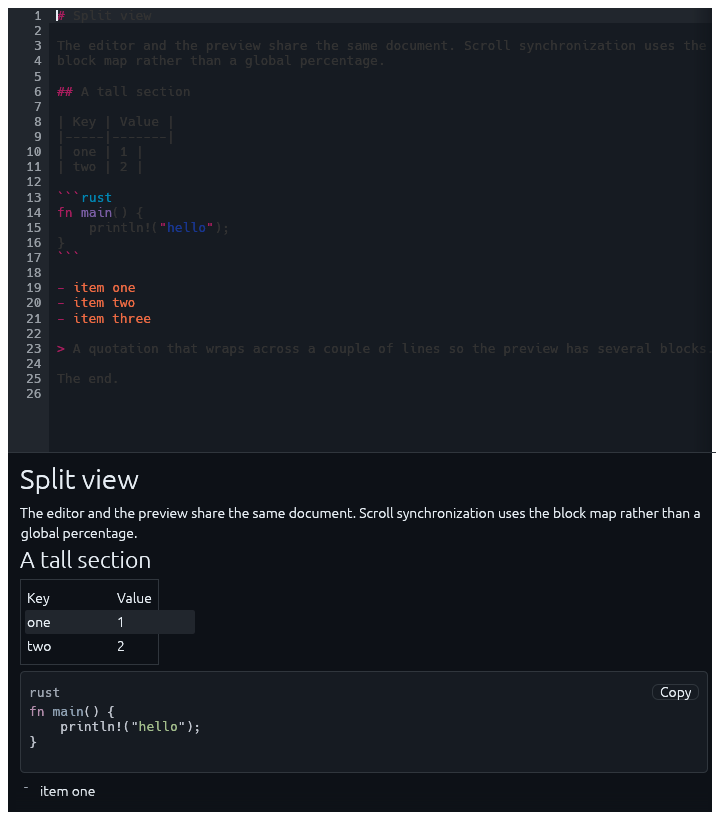 1 # Split view
2
3 The editor and the preview share the same document. Scroll synchronization uses the
4 block map rather than a global percentage.
5
6 ## A tall section
7
8 | Key | Value |
9 |-----|-------|
10 | one | 1 |
11 | two | 2 |
12
13 ```rust
14 fn main() {
15     println!("hello");
16 }
17 ```
18
19 - item one
20 - item two
21 - item three
22
23 > A quotation that wraps across a couple of lines so the preview has several blocks.
24
25 The end.
26
Split view
The editor and the preview share the same document. Scroll synchronization uses the block map rather than a
global percentage.
A tall section
Key Value
one 1
two 2
rust Copy
fn main() {
    println!("hello");
}
- item one